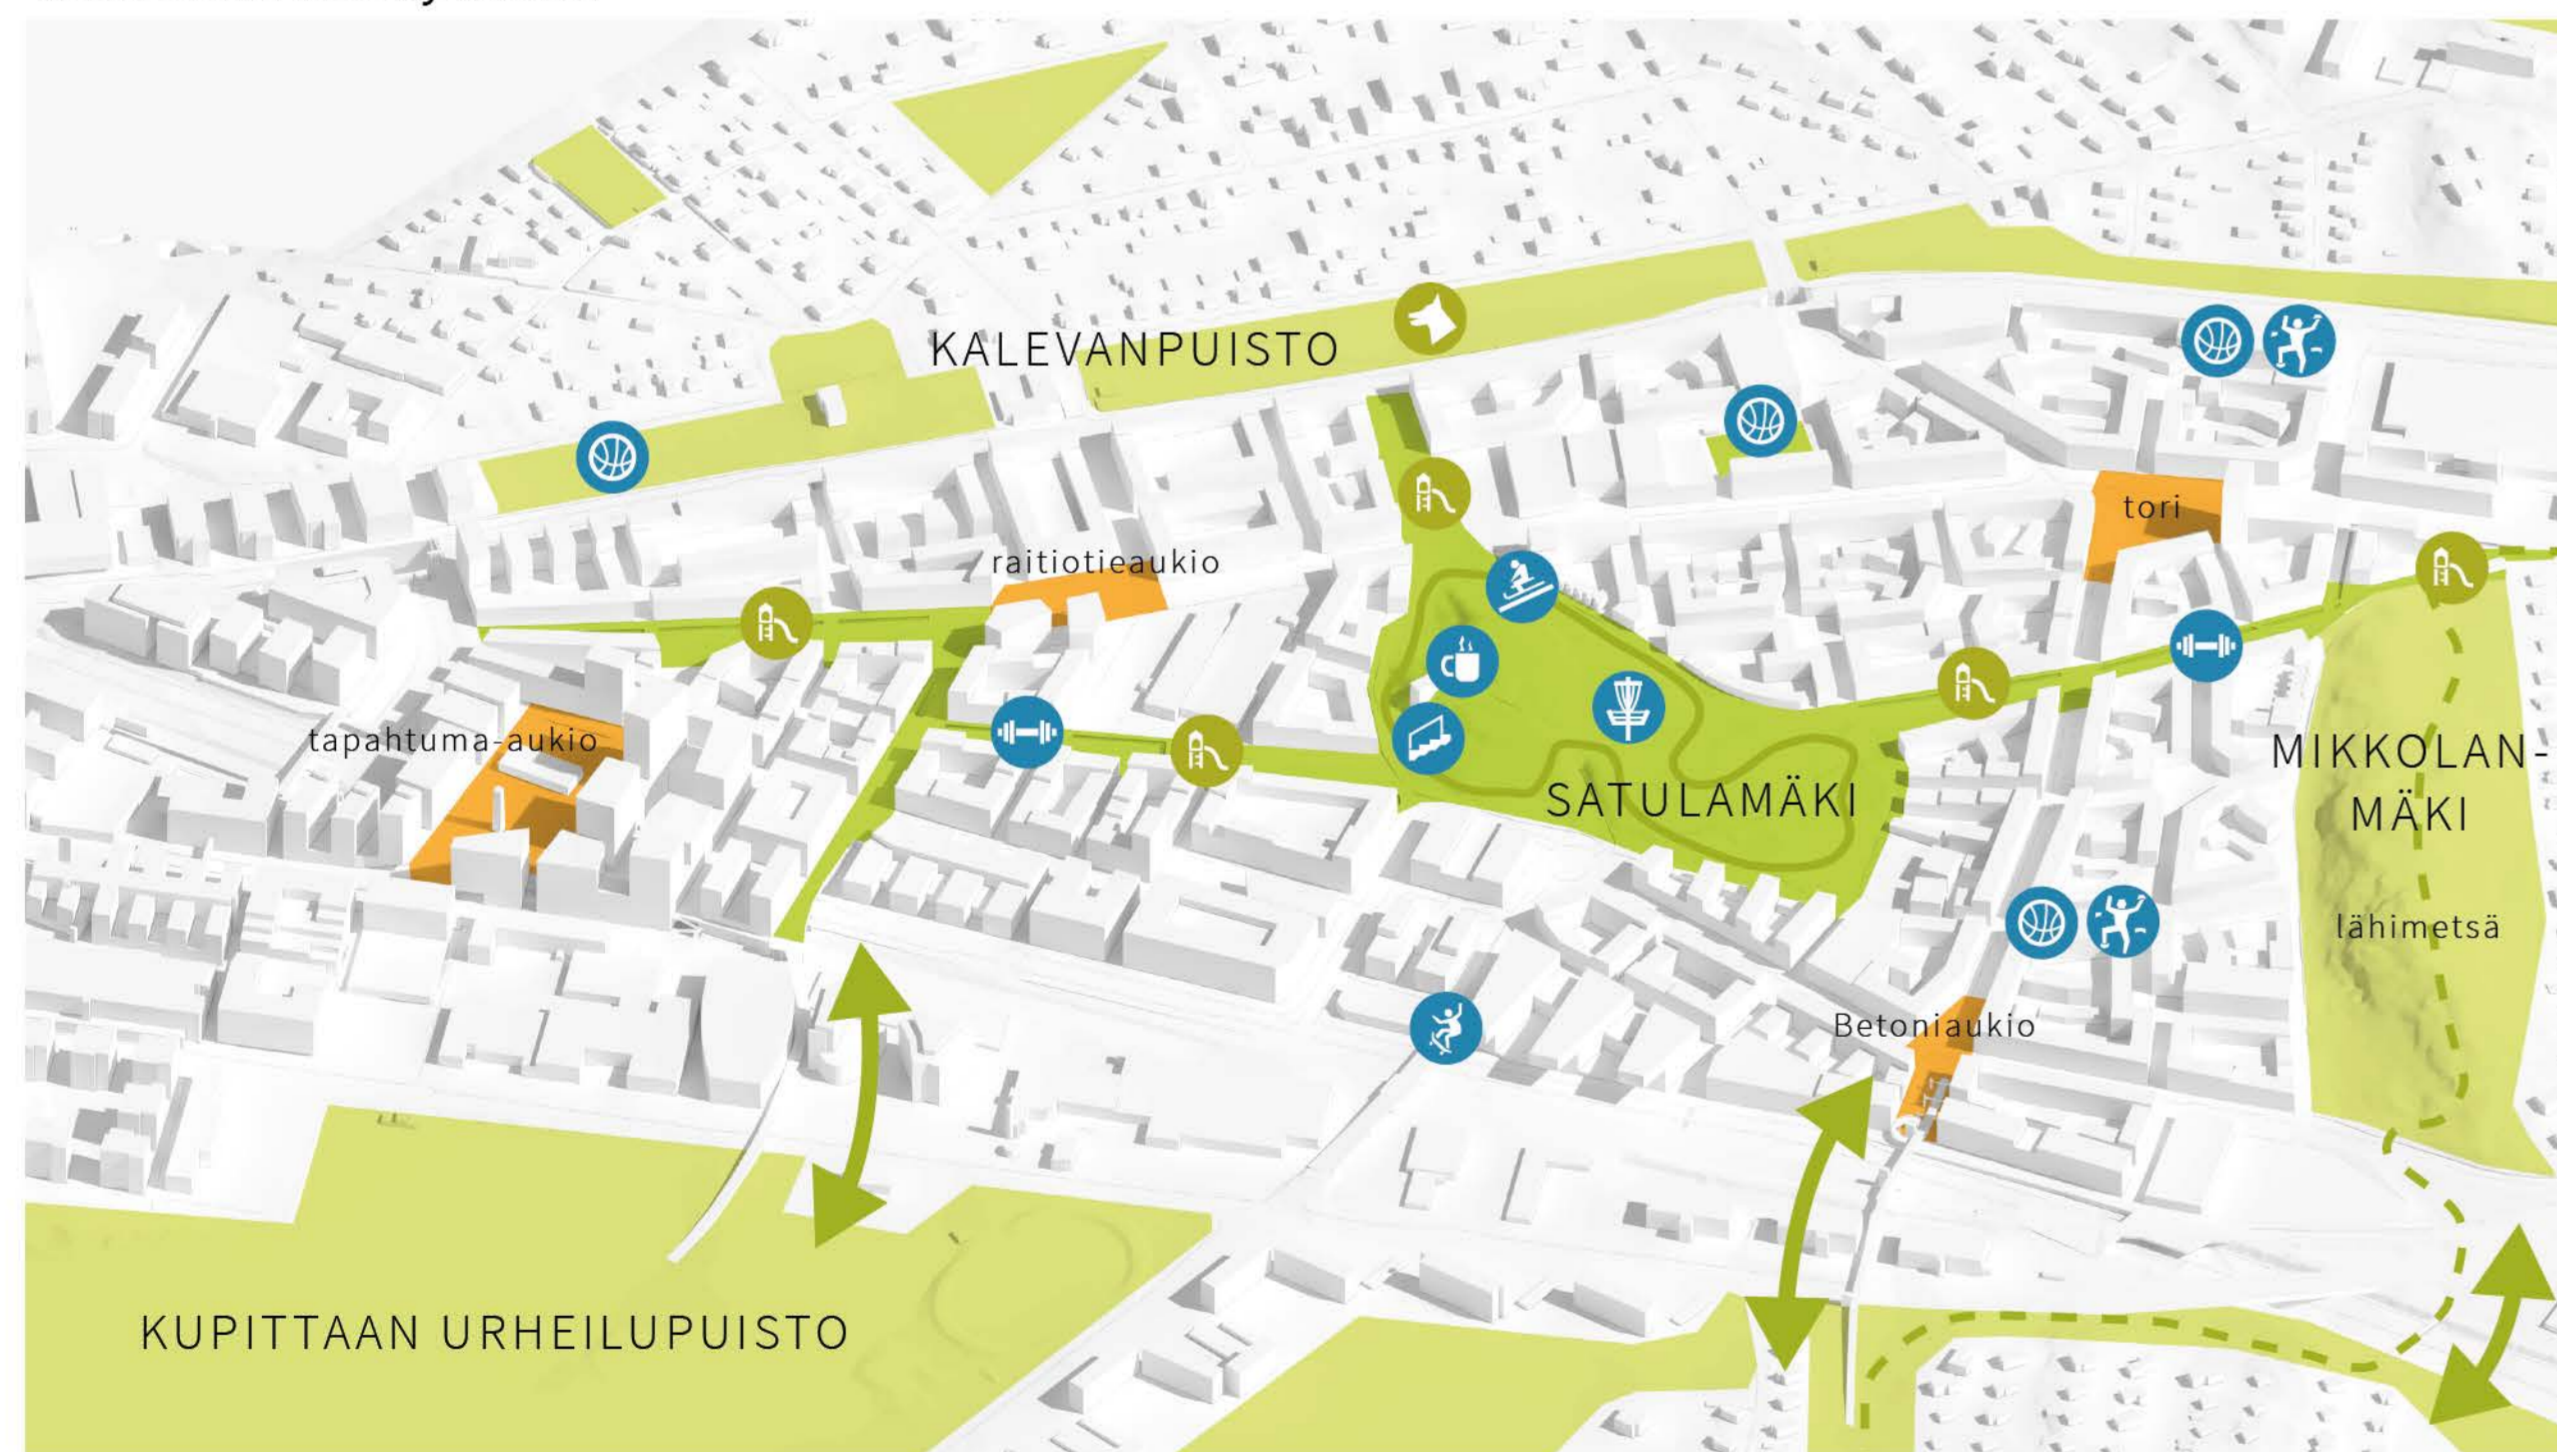 KALEVANPUISTO
tori
raitiotieaukio
tapahtuma-aukio
MIKKOLAN-
MÄKI
SATULAMÄKI
lähimetsä
Betoniaukio
KUPITTAAN URHEILUPUISTO